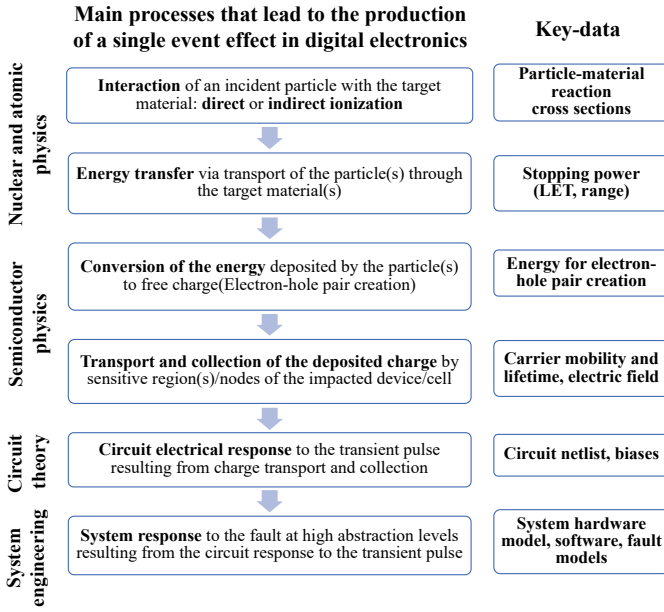 Main processes that lead to the production
of a single event effect in digital electronics
Key-data
Nuclear and atomic
physics
Interaction of an incident particle with the target
material: direct or indirect ionization
Particle-material
reaction
cross sections
Energy transfer via transport of the particle(s) through
the target material(s)
Stopping power
(LET, range)
Semiconductor
physics
Conversion of the energy deposited by the particle(s)
to free charge(Electron-hole pair creation)
Energy for electron-
hole pair creation
Transport and collection of the deposited charge by
sensitive region(s)/nodes of the impacted device/cell
Carrier mobility and
lifetime, electric field
Circuit
theory
Circuit electrical response to the transient pulse
resulting from charge transport and collection
Circuit netlist, biases
System
engineering
System response to the fault at high abstraction levels
resulting from the circuit response to the transient pulse
System hardware
model, software, fault
models